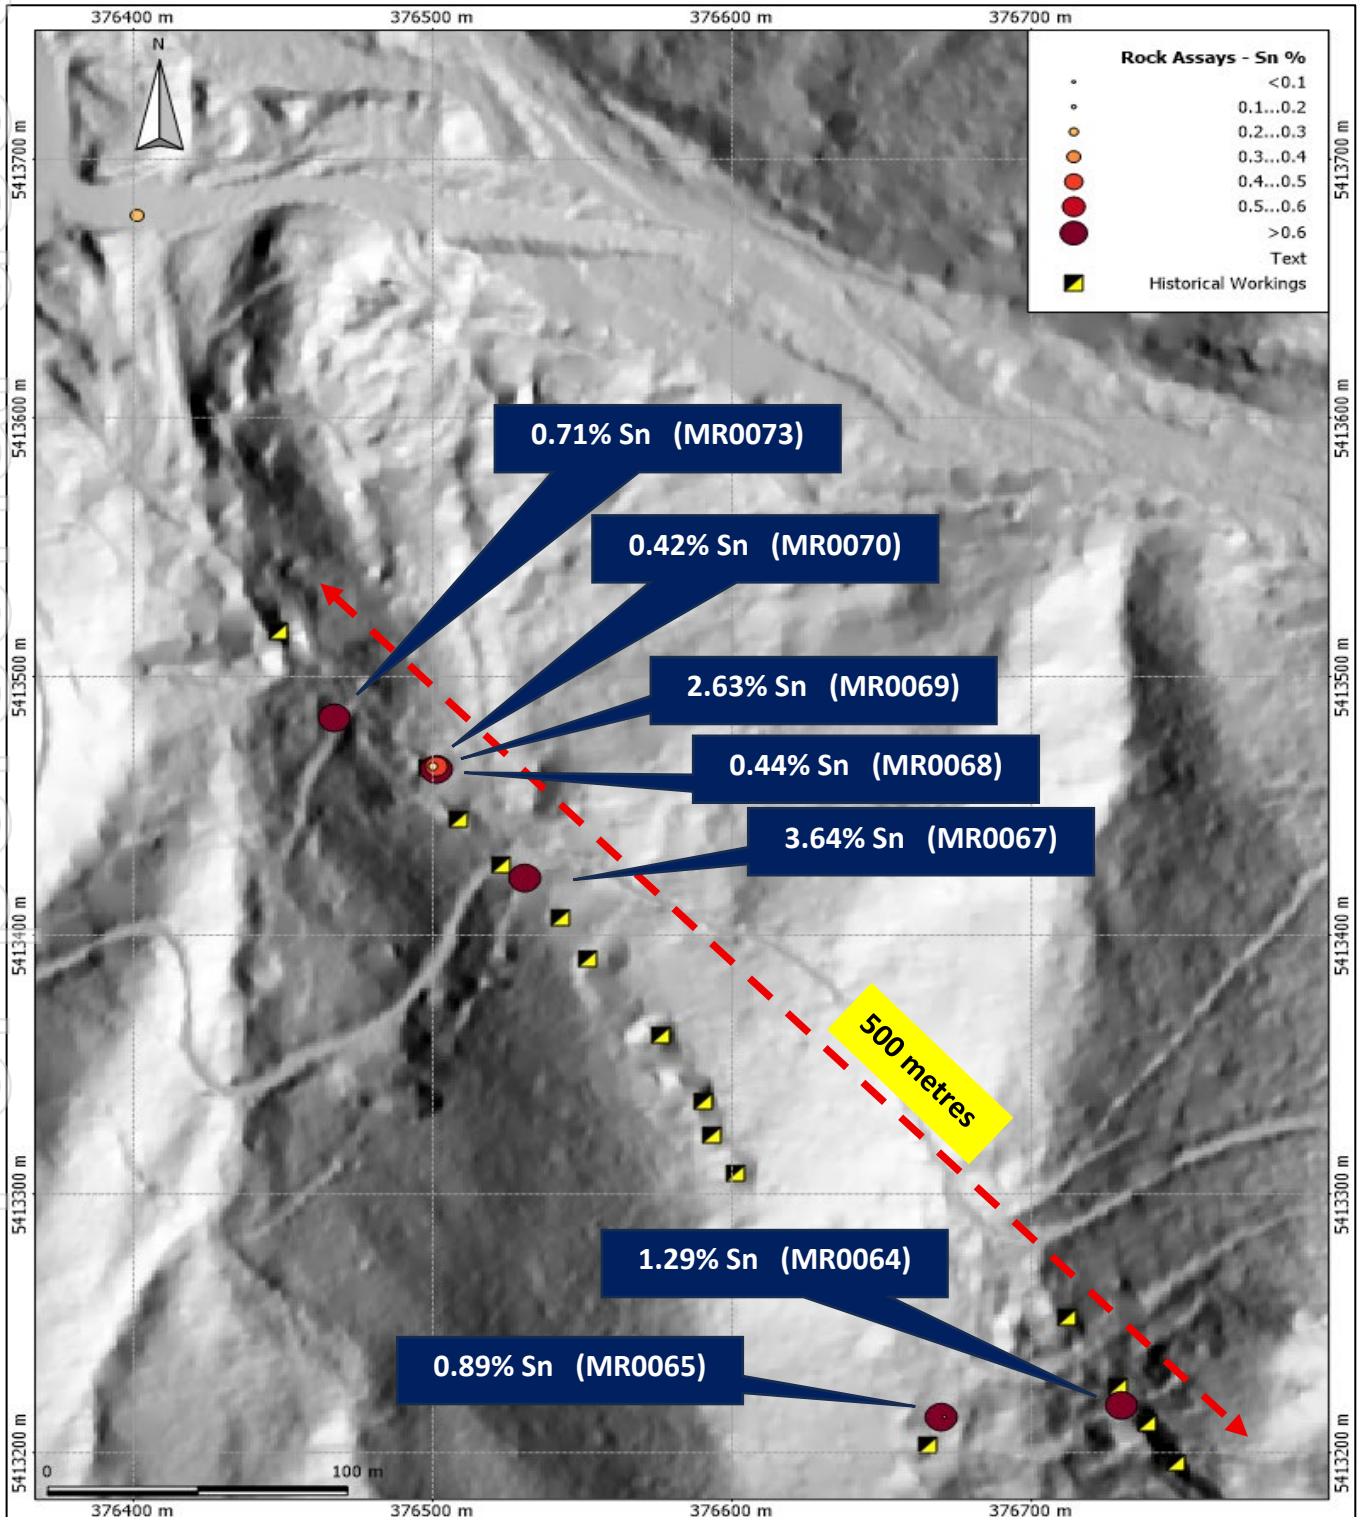 376400 m
376500 m
376600 m
376700 m
N
Rock Assays - Sn %
<0.1
0.1...0.2
0.2...0.3
0.3...0.4
0.4...0.5
0.5...0.6
>0.6
Text
Historical Workings
5413700 m
5413700 m
5413600 m
5413600 m
0.71% Sn (MR0073)
0.42% Sn (MR0070)
5413500 m
5413500 m
2.63% Sn (MR0069)
0.44% Sn (MR0068)
3.64% Sn (MR0067)
5413400 m
5413400 m
500 metres
5413300 m
5413300 m
1.29% Sn (MR0064)
0.89% Sn (MR0065)
5413200 m
5413200 m
0
100 m
376400 m
376500 m
376600 m
376700 m